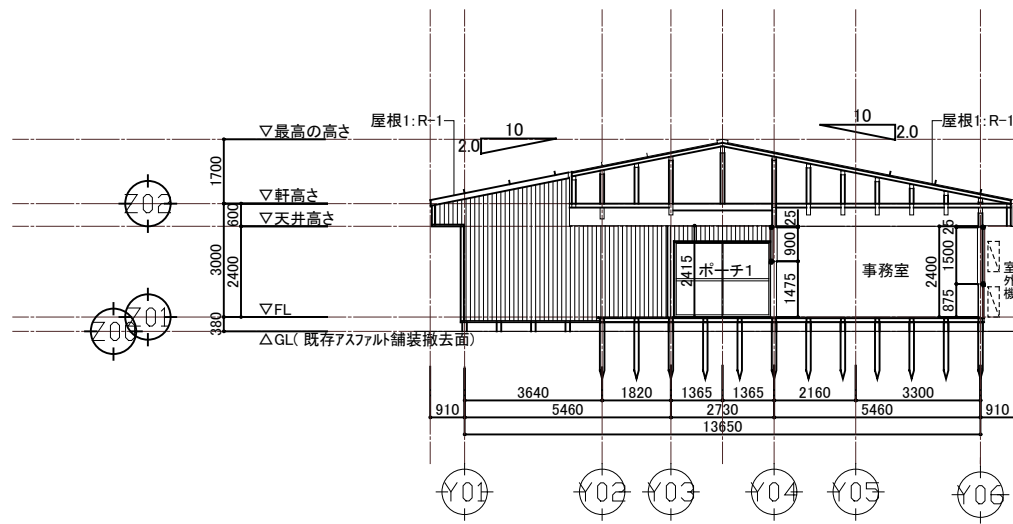 屋根1:R-1
10
2.0
10
2.0
屋根1:R-1
▽最高の高さ
1700
▽軒高さ
Z02
600
▽天井高さ
3000
2400
25
900
1475
2415
ポーチ1
事務室
2400
25
1500
875
室外機
▽FL
Z01
Z00
380
△GL( 既存アスファルト舗装撤去面)
3640
1820
1365
1365
2160
3300
910
5460
2730
5460
910
13650
Y01
Y02
Y03
Y04
Y05
Y06